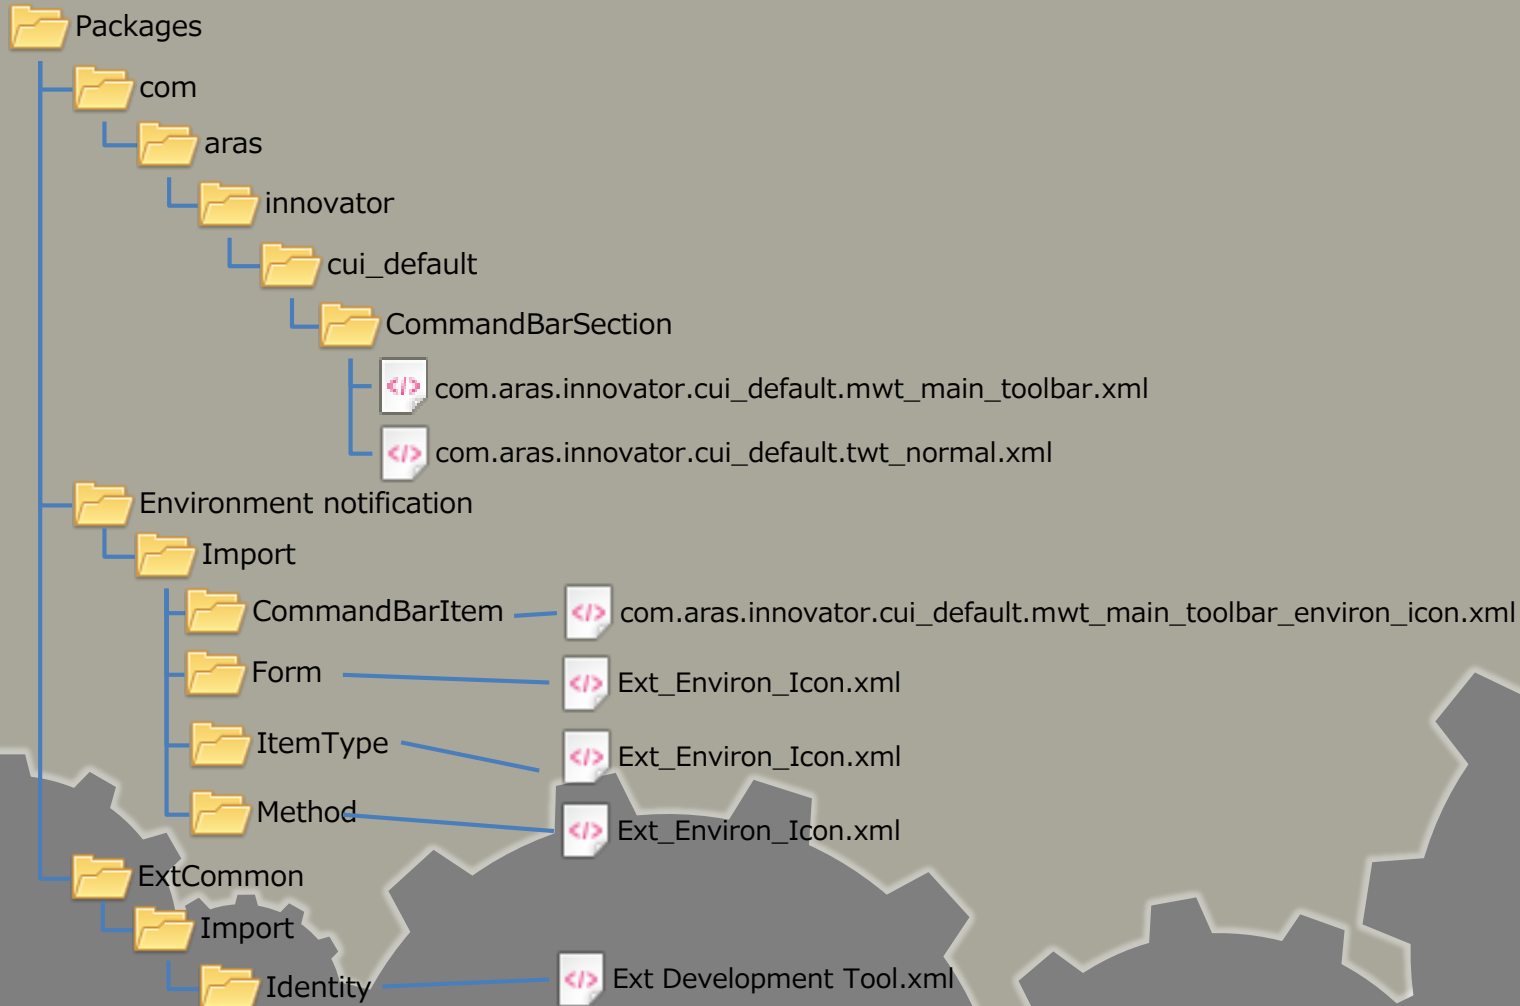 Packages
com
aras
innovator
cui_default
CommandBarSection
com.aras.innovator.cui_default.mwt_main_toolbar.xml
com.aras.innovator.cui_default.twt_normal.xml
Environment notification
Import
CommandBarItem com.aras.innovator.cui_default.mwt_main_toolbar_environ_icon.xml
Form Ext_Environ_Icon.xml
ItemType Ext_Environ_Icon.xml
Method Ext_Environ_Icon.xml
ExtCommon
Import
Identity Ext Development Tool.xml